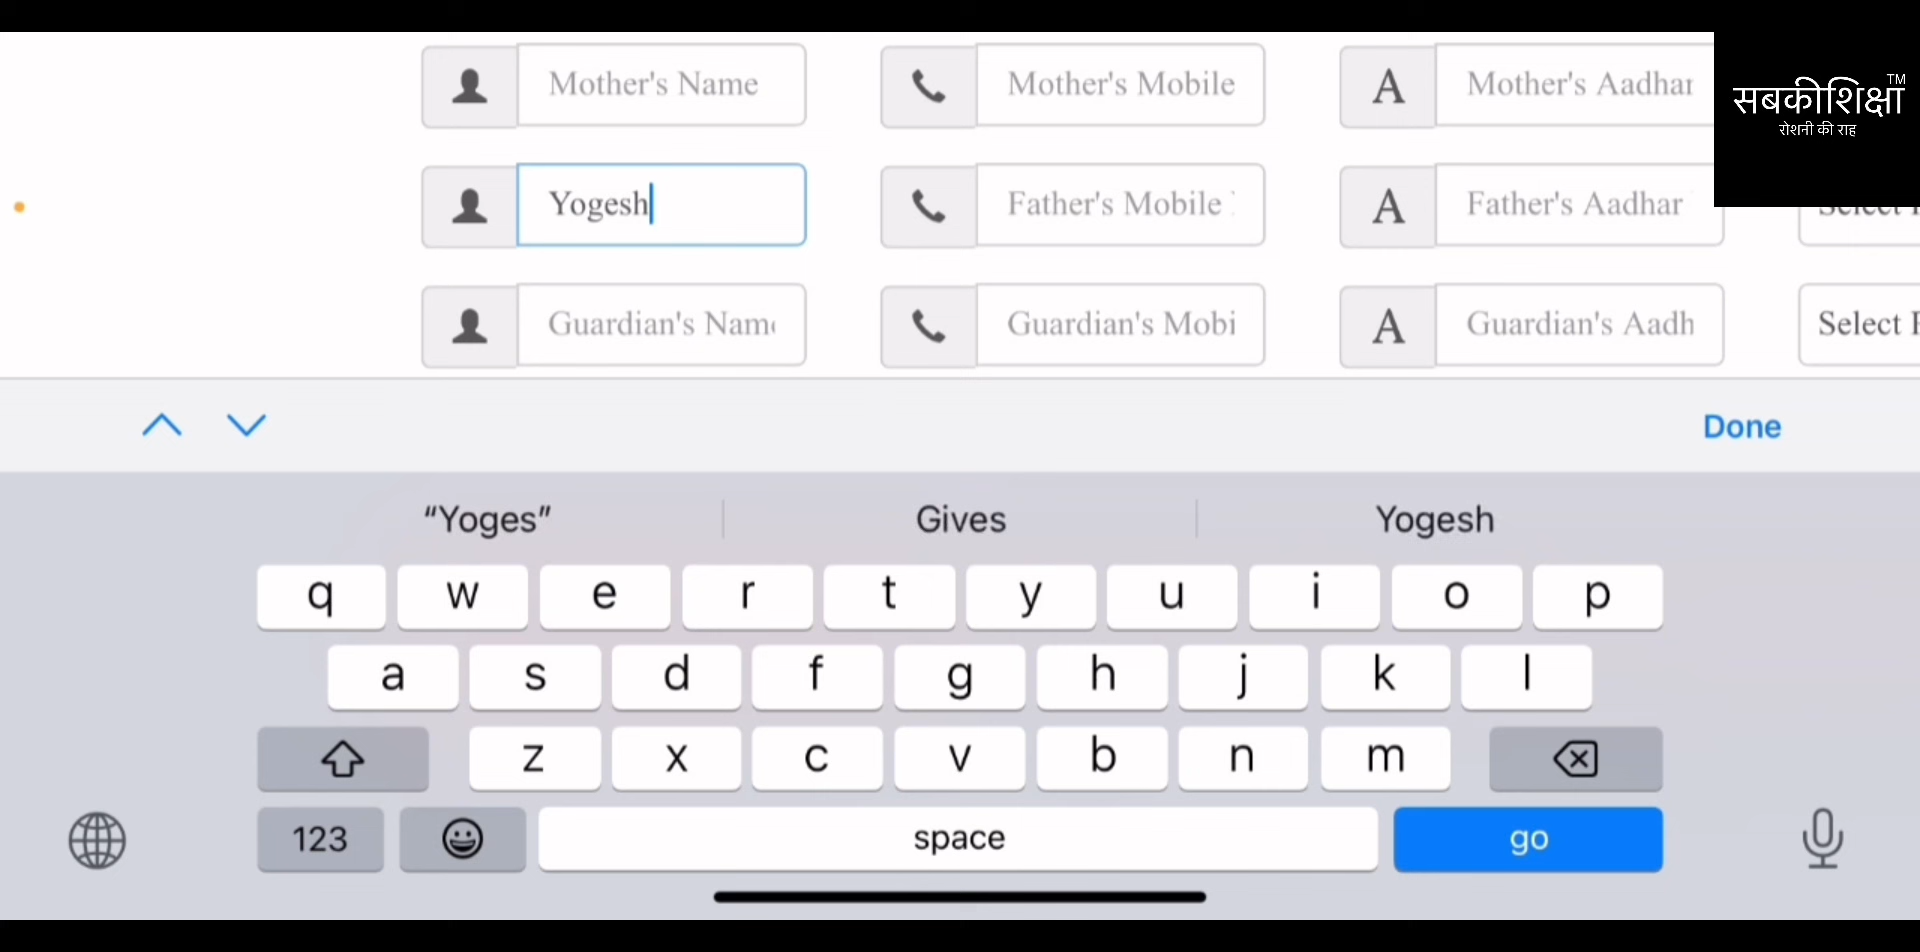 Mother's Name Mother's Mobile A Mother's Aadhar
सबकीशिक्षा TM
रोशनी की राह
Yogesh Father's Mobile A Father's Aadhar
Guardian's Nam Guardian's Mobi A Guardian's Aadh Select
Done
“Yoges” Gives Yogesh
q w e r t y u i o p
a s d f g h j k l
z x c v b n m
123 space go